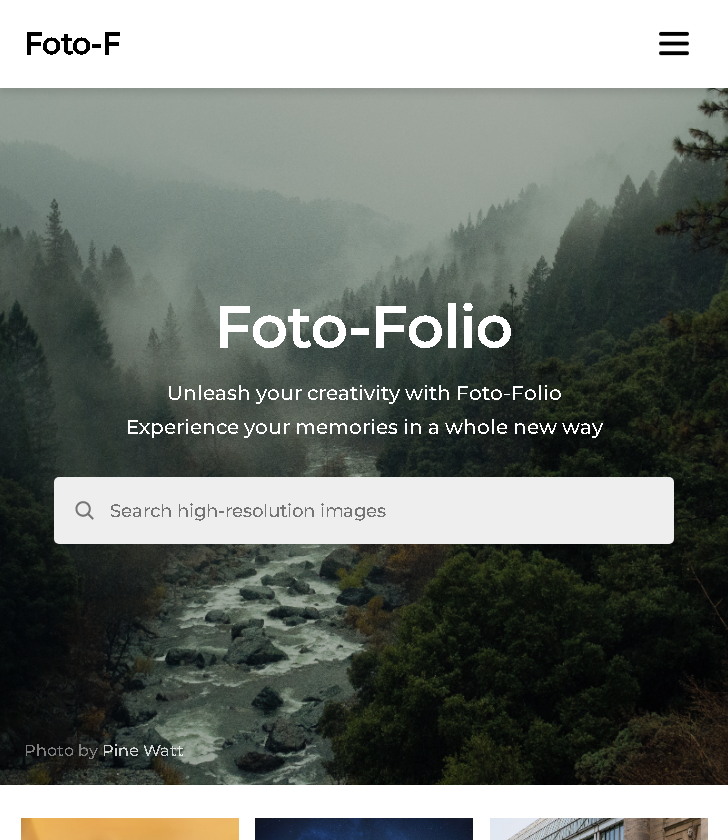 Foto-F
Foto-Folio
Unleash your creativity with Foto-Folio
Experience your memories in a whole new way
Search high-resolution images
Photo by Pine Watt